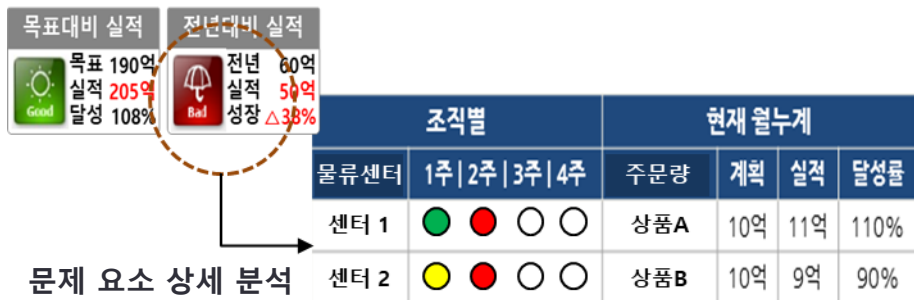 목표대비 실적
목표 190억
실적 205억
Good
달성 108%
전년대비 실적
전년 60억
실적 50억
Bad
성장 △38%
조직별
현재 월누계
물류센터
1주|2주|3주|4주
주문량
계획
실적
달성률
센터 1
상품A
10억
11억
110%
센터 2
상품B
10억
9억
90%
문제 요소 상세 분석